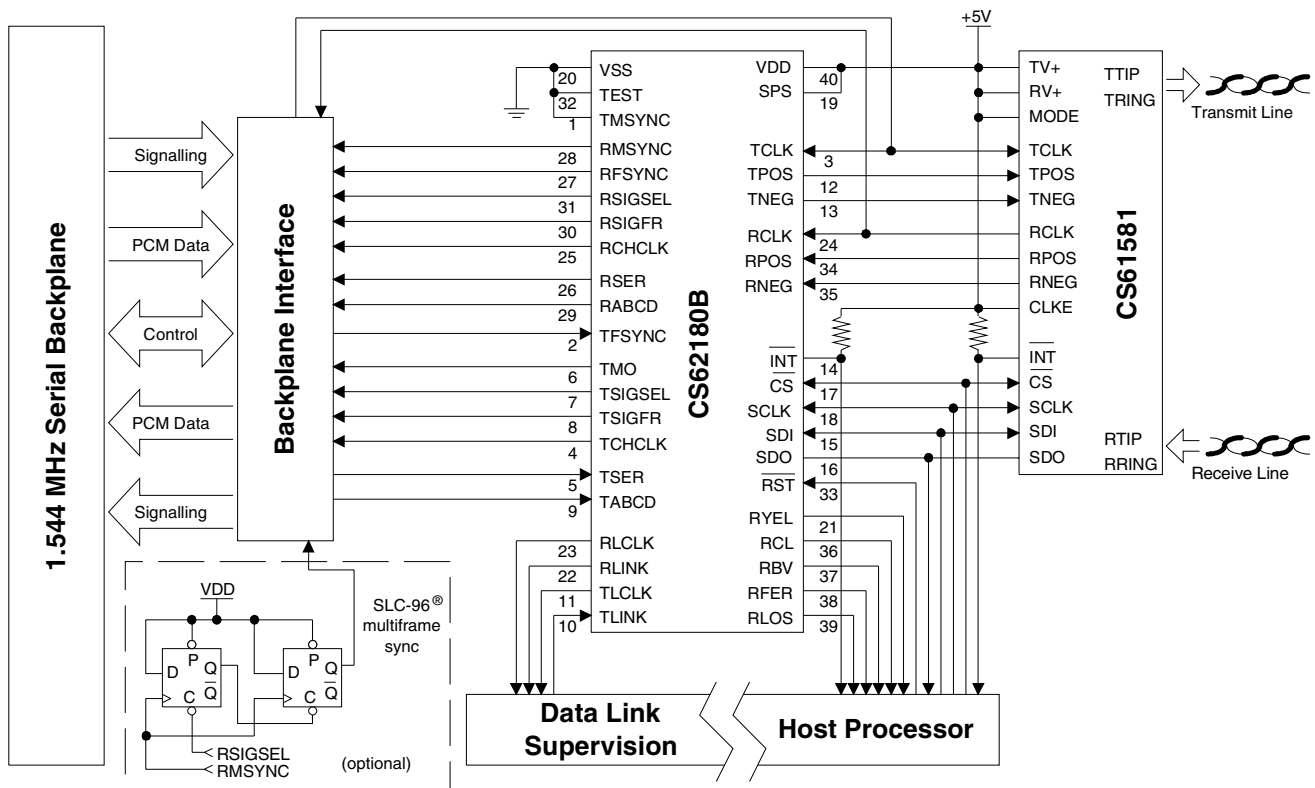 +5V
1.544 MHz Serial Backplane
Signalling
PCM Data
Control
PCM Data
Signalling
Backplane Interface
CS62180B
VSS
20
TEST
32
TMSYNC
1
RMSYNC
28
RFSYNC
27
RSIGSEL
31
RSIGFR
30
RCHCLK
25
RSER
26
RABCD
29
TFSYNC
2
TMO
6
TSIGSEL
7
TSIGFR
8
TCHCLK
4
TSER
5
TABCD
9
RLCLK
23
RLINK
22
TLCLK
11
TLINK
10
VDD
40
SPS
19
TCLK
3
TPOS
12
TNEG
13
RCLK
24
RPOS
34
RNEG
35
INT
14
CS
17
SCLK
18
SDI
15
SDO
16
RST
33
RYEL
21
RCL
36
RBV
37
RFER
38
RLOS
39
CS61581
TV+
RV+
MODE
TCLK
TPOS
TNEG
RCLK
RPOS
RNEG
CLKE
INT
CS
SCLK
SDI
SDO
TTIP
TRING
Transmit Line
RTIP
RRING
Receive Line
VDD
SLC-96®
multiframe
sync
D
P
Q
Q
C
D
P
Q
Q
C
RSIGSEL
RMSYNC
(optional)
Data Link
Supervision
Host Processor